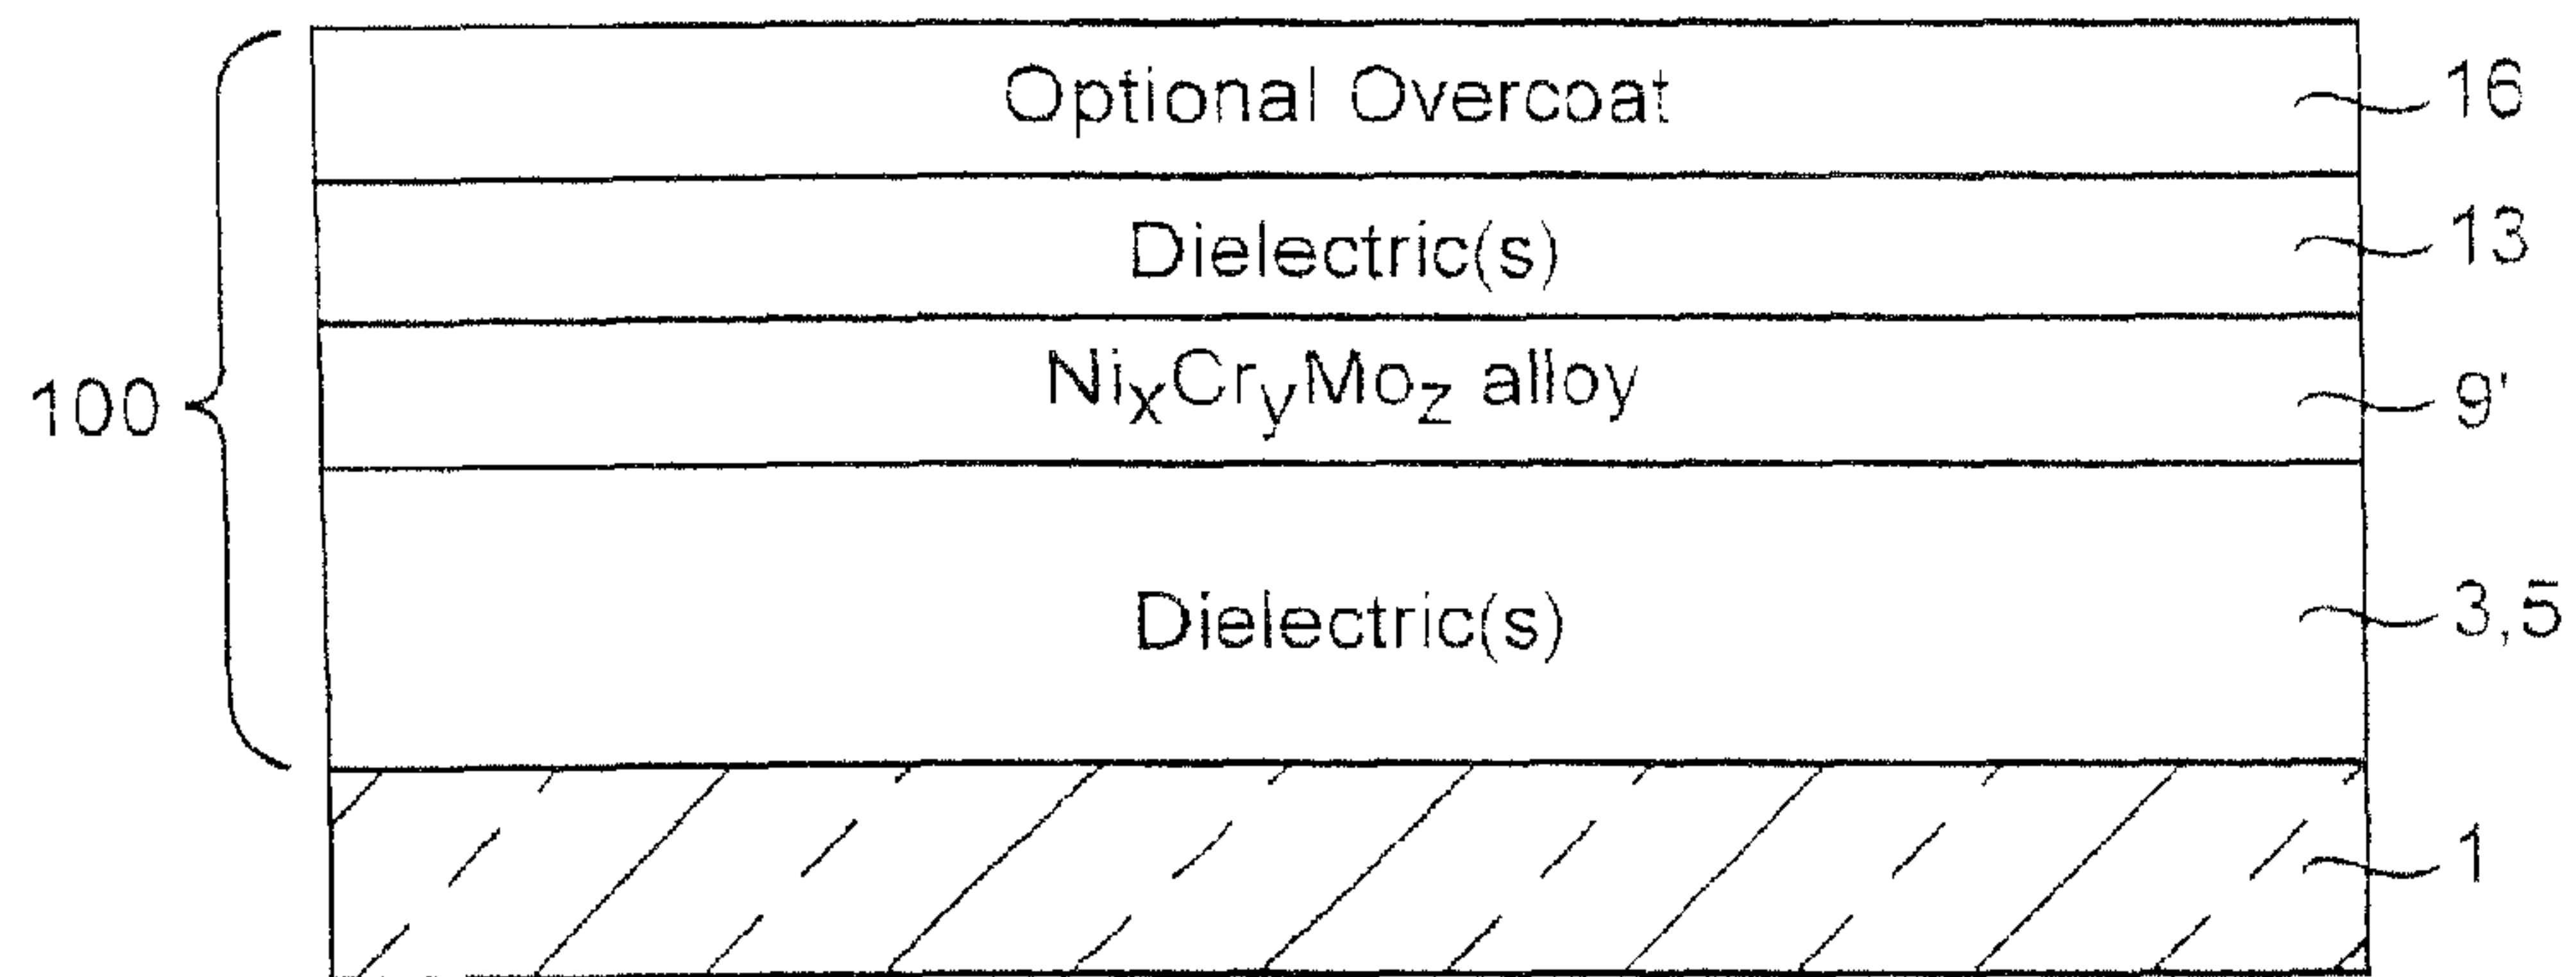 Optional Overcoat 16
Dielectric(s) 13
NixCryMoz alloy 9'
100
Dielectric(s) 3,5
1